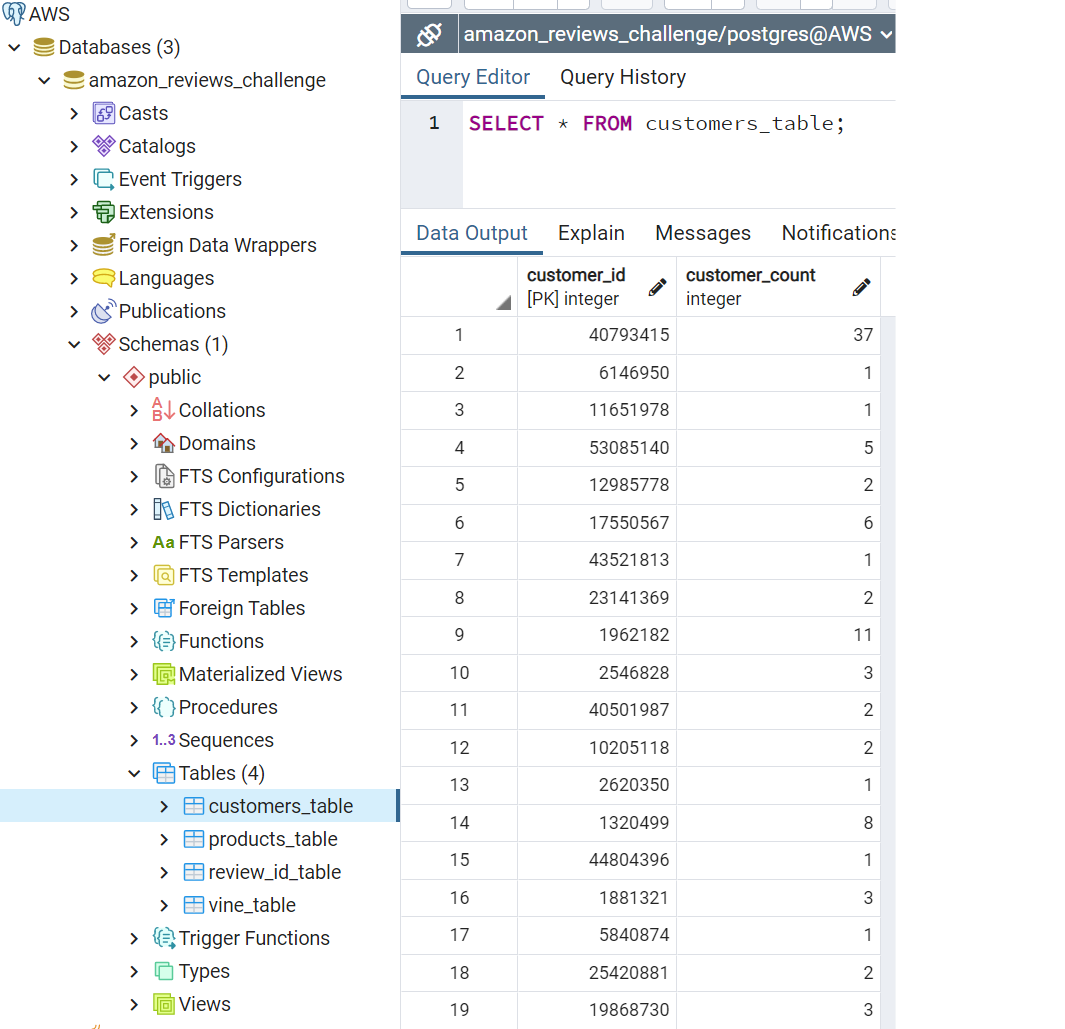 AWS
Databases (3)
amazon_reviews_challenge
Casts
Catalogs
Event Triggers
Extensions
Foreign Data Wrappers
Languages
Publications
Schemas (1)
public
A
B
Collations
Domains
FTS Configurations
FTS Dictionaries
Aa FTS Parsers
FTS Templates
Foreign Tables
Functions
Materialized Views
Procedures
1..3 Sequences
Tables (4)
customers_table
products_table
review_id_table
vine_table
Trigger Functions
Types
Views
amazon_reviews_challenge/postgres@AWS
Query Editor Query History
1 SELECT * FROM customers_table;
Data Output Explain Messages Notifications
customer_id customer_count
[PK] integer integer
1 40793415 37
2 6146950 1
3 11651978 1
4 53085140 5
5 12985778 2
6 17550567 6
7 43521813 1
8 23141369 2
9 1962182 11
10 2546828 3
11 40501987 2
12 10205118 2
13 2620350 1
14 1320499 8
15 44804396 1
16 1881321 3
17 5840874 1
18 25420881 2
19 19868730 3